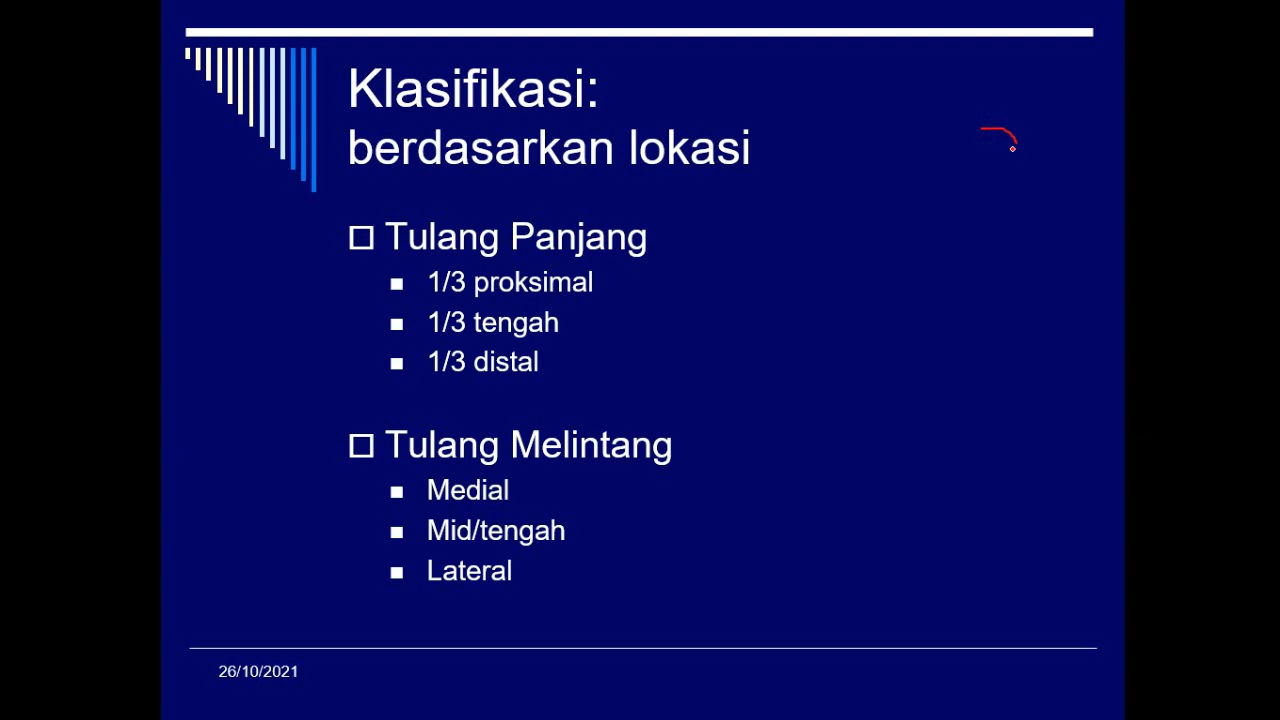 Klasifikasi:
berdasarkan lokasi
Tulang Panjang
1/3 proksimal
1/3 tengah
1/3 distal
Tulang Melintang
Medial
Mid/tengah
Lateral
26/10/2021